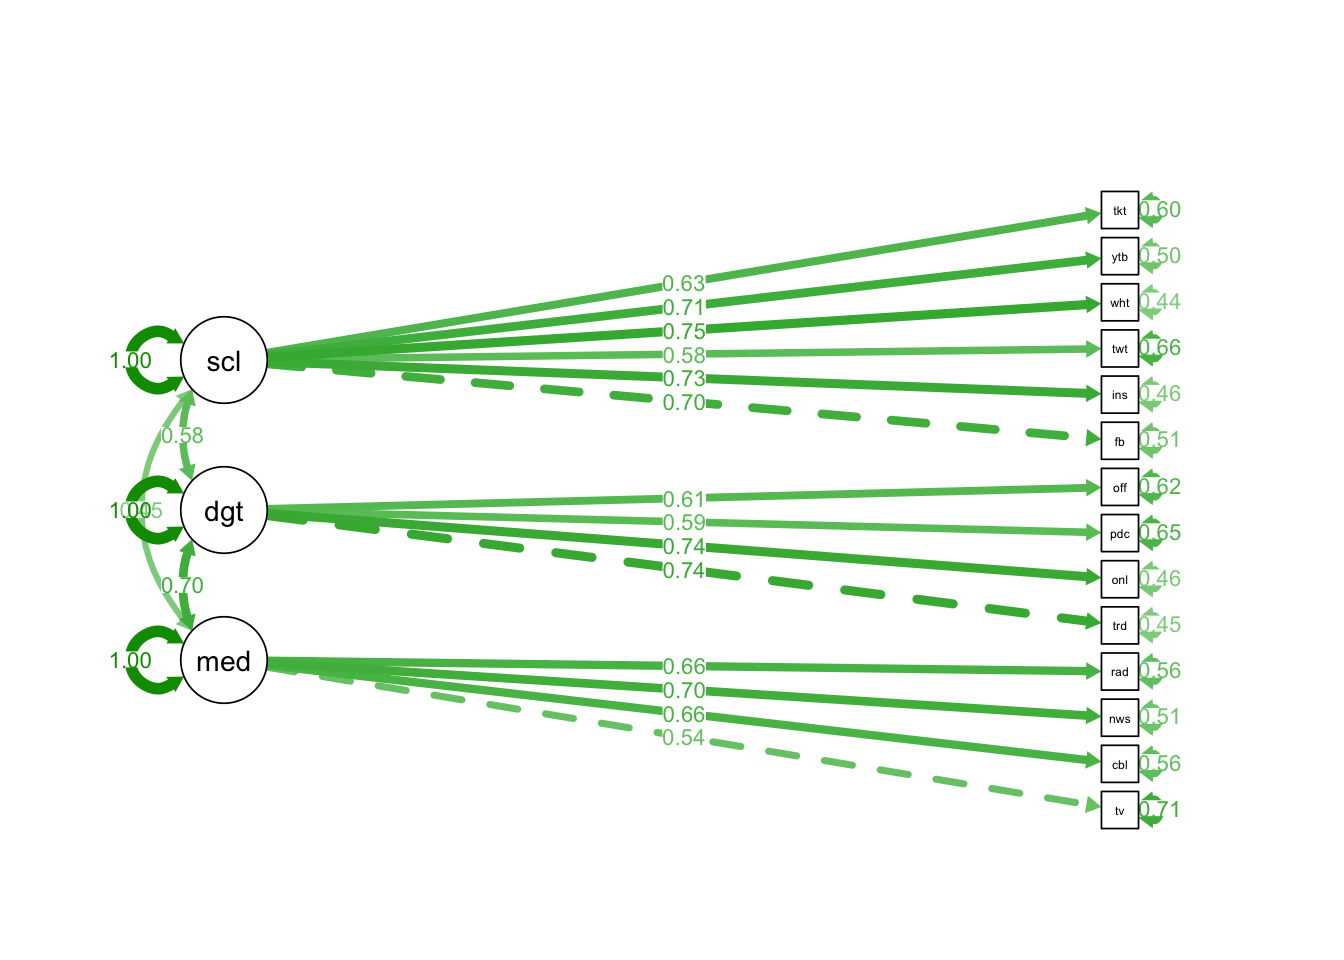 tkt 0.60
ytb 0.50
0.63
0.71
wht 0.44
0.75
twt 0.66
1.00 scl 0.58
0.73
ins 0.46
0.70
0.58
fb 0.51
off 0.62
0.61
1.00 0.45 dgt 0.59
pdc 0.65
0.74
0.74
onl 0.46
0.70
trd 0.45
1.00 med 0.66
rad 0.56
0.70
0.66
nws 0.51
0.54
cbl 0.56
tv 0.71